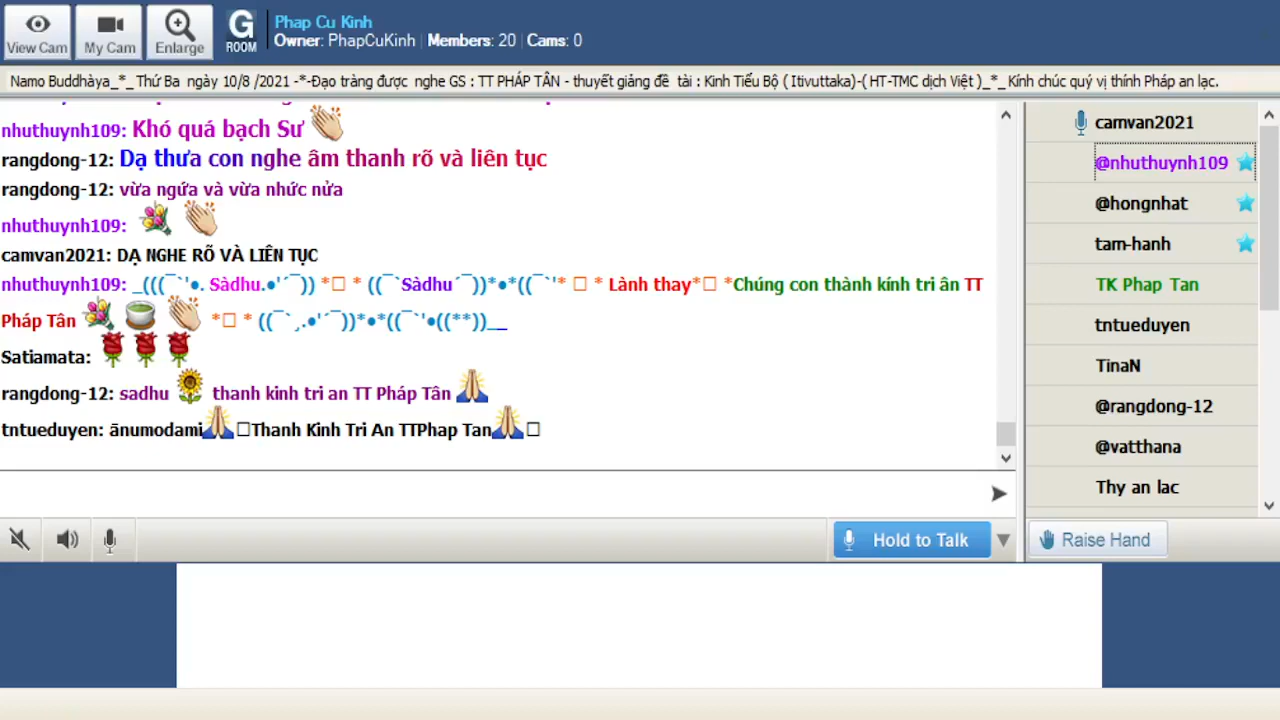 View Cam
My Cam
Enlarge
G
ROOM
Phap Cu Kinh
Owner: PhapCuKinh | Members: 20 | Cams: 0
Namo Buddhàya_*_ Thứ Ba ngày 10/8 /2021 -*-Đạo tràng được nghe GS : TT PHÁP TÂN - thuyết giảng đề tài : Kinh Tiểu Bộ ( Itivuttaka)-( HT-TMC dịch Việt )_*_ Kính chúc quý vị thính Pháp an lạc.
nhuthuynh109: Khó quá bạch Sư
rangdong-12: Dạ thưa con nghe âm thanh rõ và liên tục
rangdong-12: vừa ngứa và vừa nhức nửa
nhuthuynh109:
camvan2021: DẠ NGHE RÕ VÀ LIÊN TỤC
nhuthuynh109: _(((¯`'•. Sàdhu.•'´¯)) *□ * ((¯`Sàdhu´¯))*•*((¯`'* □ * Lành thay*□ *Chúng con thành kính tri ân TT
Pháp Tân *□ * ((¯`¸.•'´¯))*•*((¯`'•((**))__
Satiamata:
rangdong-12: sadhu thanh kinh tri an TT Pháp Tân
tntueduyen: ānumodami□Thanh Kinh Tri An TTPhap Tan□
camvan2021
@nhuthuynh109
@hongnhat
tam-hanh
TK Phap Tan
tntueduyen
TinaN
@rangdong-12
@vatthana
Thy an lac
Hold to Talk
Raise Hand